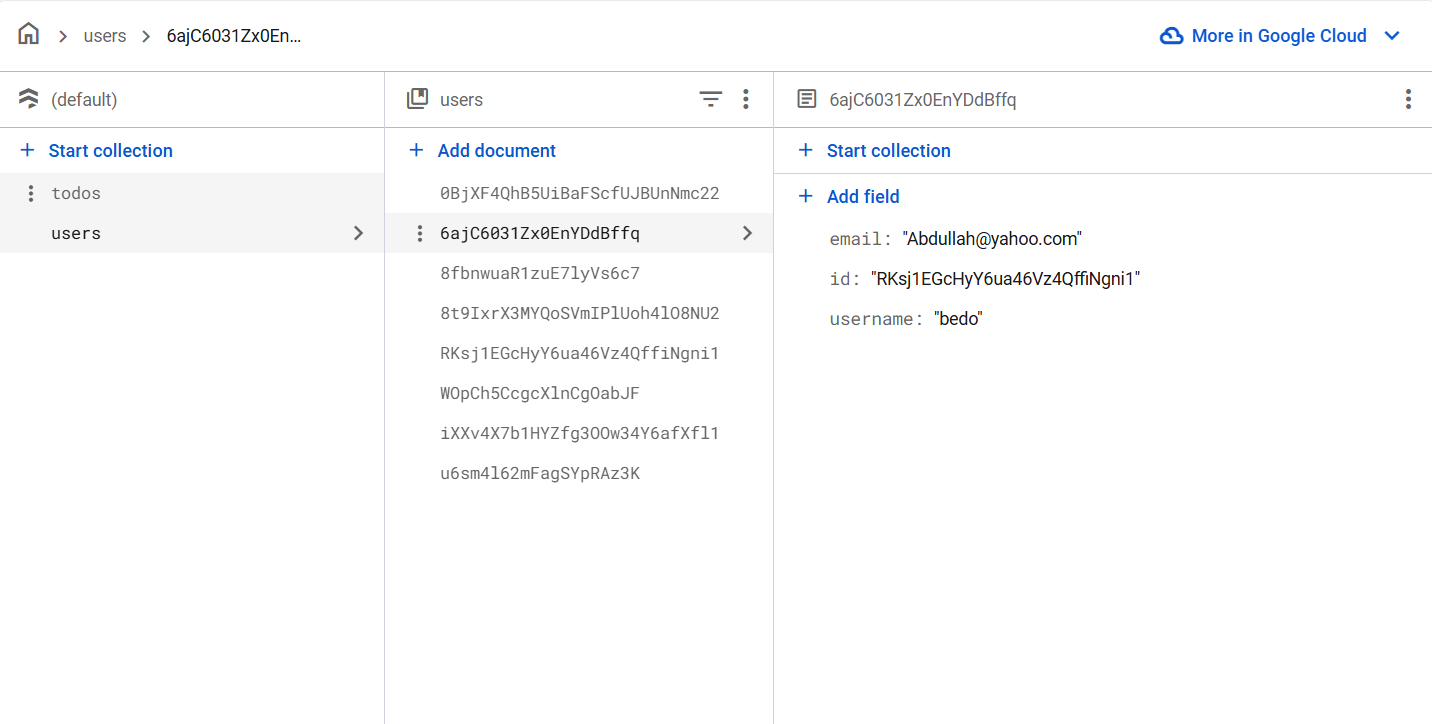 users
6ajC6031Zx0En...
More in Google Cloud
(default)
users
6ajC6031Zx0EnYDdBffq
Start collection
Add document
Start collection
todos
users
0BjXF4QhB5UiBaFScfUJBUnNmc22
6ajC6031Zx0EnYDdBffq
8fbnwuaR1zuE7lyVs6c7
8t9IxrX3MYQoSVmIPlUoh4lO8NU2
RKsj1EGcHyY6ua46Vz4QffiNgni1
WOpCh5CcgcXlnCgOabJF
iXXv4X7b1HYZfg3OOw34Y6afXfl1
u6sm4l62mFagSYpRAz3K
Add field
email: "Abdullah@yahoo.com"
id: "RKsj1EGcHyY6ua46Vz4QffiNgni1"
username: "bedo"